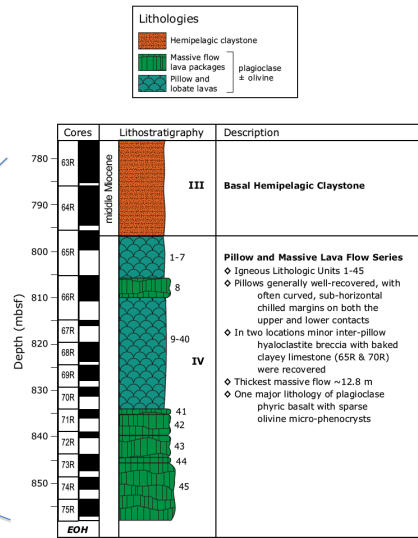 Lithologies
Hemipelagic claystone
Massive flow
lava packages
Pillow and
lobate lavas
plagioclase
± olivine
Cores
Lithostratigraphy
Description
Depth (mbsf)
780
790
800
810
820
830
840
850
63R
64R
65R
66R
67R
68R
69R
70R
71R
72R
73R
74R
75R
EOH
middle Miocene
III
1-7
8
9-40
IV
41
42
43
44
45
Basal Hemipelagic Claystone
Pillow and Massive Lava Flow Series
◊ Igneous Lithologic Units 1-45
◊ Pillows generally well-recovered, with
often curved, sub-horizontal
chilled margins on both the
upper and lower contacts
◊ In two locations minor inter-pillow
hyaloclastite breccia with baked
clayey limestone (65R & 70R)
were recovered
◊ Thickest massive flow ~12.8 m
◊ One major lithology of plagioclase
phyric basalt with sparse
olivine micro-phenocrysts